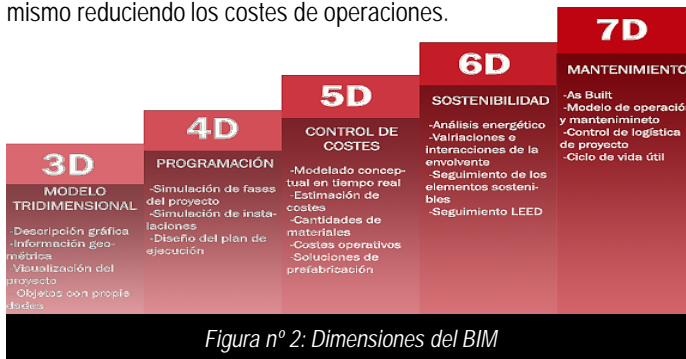 mismo reduciendo los costes de operaciones.
3D
MODELO
TRIDIMENSIONAL
-Descripción gráfica
-Información geo-
métrica
-Visualización del
proyecto
-Objetos con propie
dades
4D
PROGRAMACIÓN
-Simulación de fases
del proyecto
-Simulación de insta-
laciones
-Diseño del plan de
ejecución
5D
CONTROL DE
COSTES
-Modelado concep-
tual en tiempo real
-Estimación de
costes
-Cantidades de
materiales
-Costes operativos
-Soluciones de
prefabricación
6D
SOSTENIBILIDAD
-Análisis energético
-Valriaciones e
interacciones de la
envolvente
-Seguimiento de los
elementos sosteni-
bles
-Seguimiento LEED
7D
MANTENIMIENTO
-As Built
-Modelo de operació
y mantenimineto
-Control de logística
de proyecto
-Ciclo de vida útil
Figura nº 2: Dimensiones del BIM